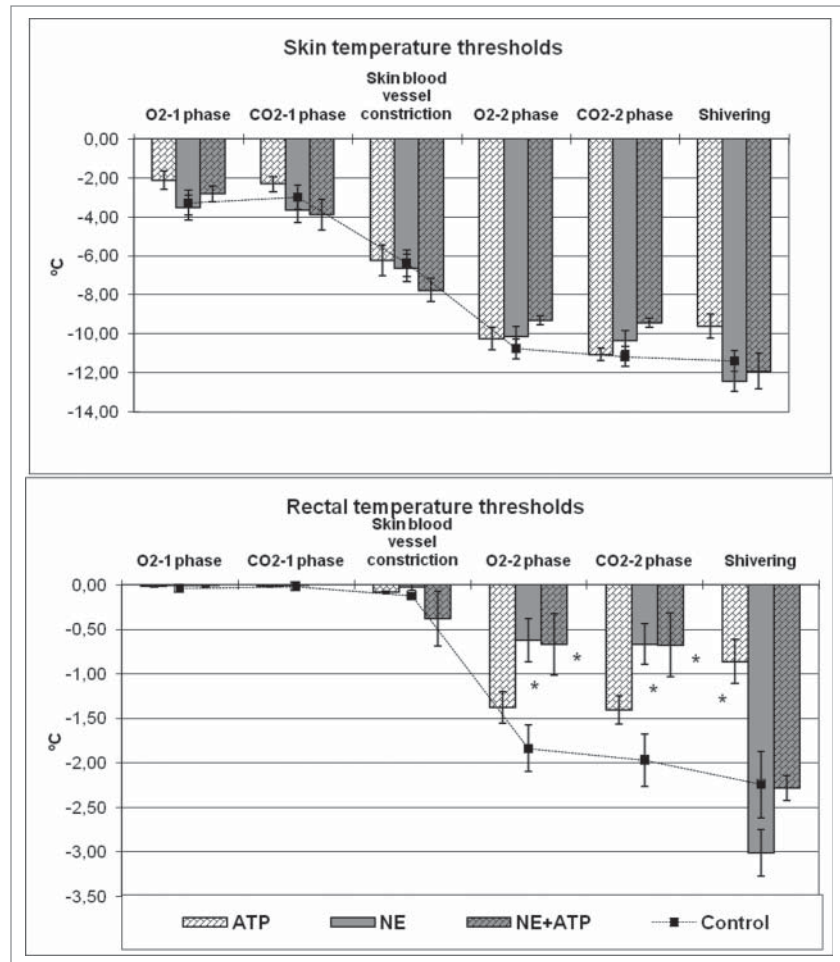 Skin temperature thresholds
O2-1 phase CO2-1 phase Skin blood vessel constriction O2-2 phase CO2-2 phase Shivering
0,00
-2,00
-4,00
-6,00
-8,00
-10,00
-12,00
-14,00
°C
Rectal temperature thresholds
O2-1 phase CO2-1 phase Skin blood vessel constriction O2-2 phase CO2-2 phase Shivering
0,00
-0,50
-1,00
-1,50
-2,00
-2,50
-3,00
-3,50
°C
* * * * *
ATP NE NE+ATP Control